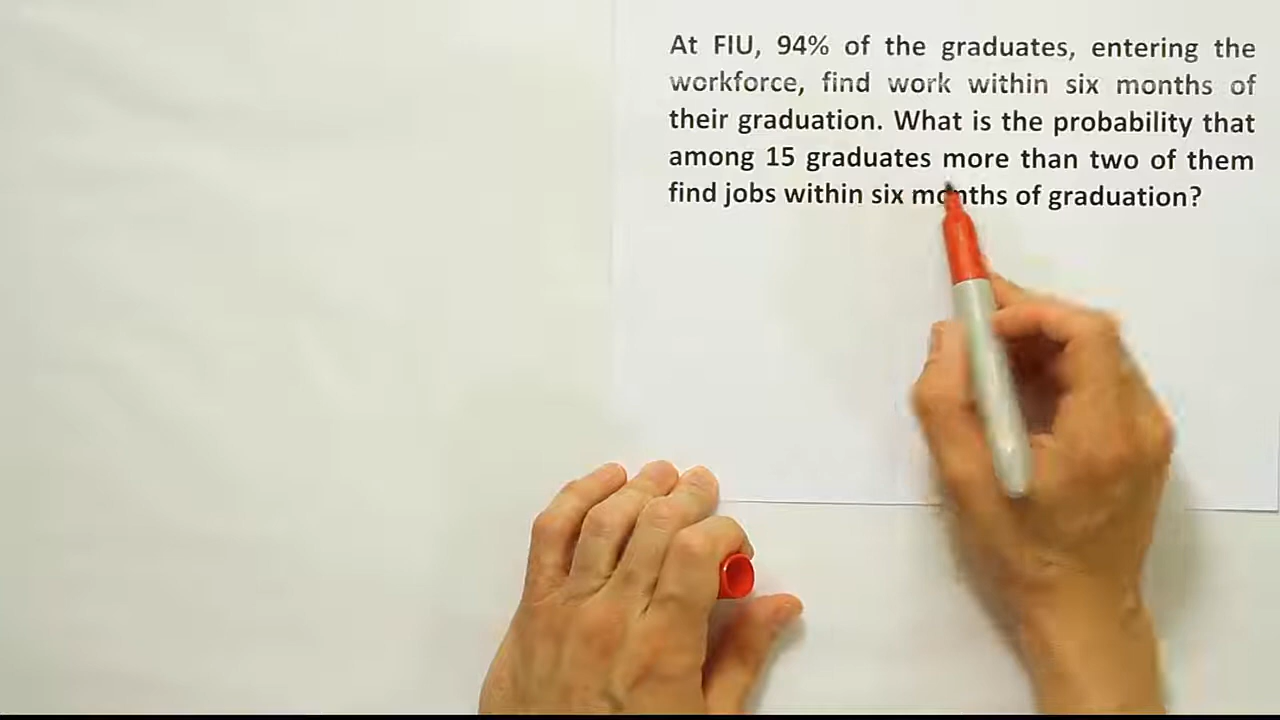 At FIU, 94% of the graduates, entering the
workforce, find work within six months of
their graduation. What is the probability that
among 15 graduates more than two of them
find jobs within six months of graduation?